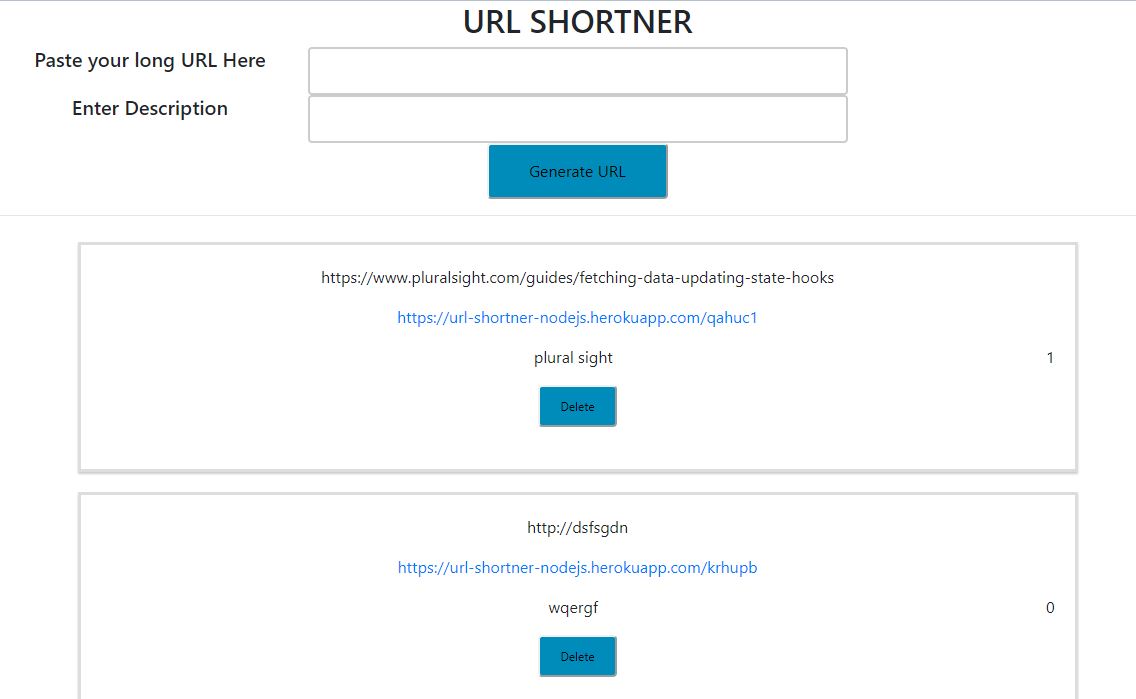 URL SHORTNER
Paste your long URL Here
Enter Description
Generate URL
https://www.pluralsight.com/guides/fetching-data-updating-state-hooks
https://url-shortner-nodejs.herokuapp.com/qahuc1
plural sight 1
Delete
http://dsfsgdn
https://url-shortner-nodejs.herokuapp.com/krhupb
wqergf 0
Delete